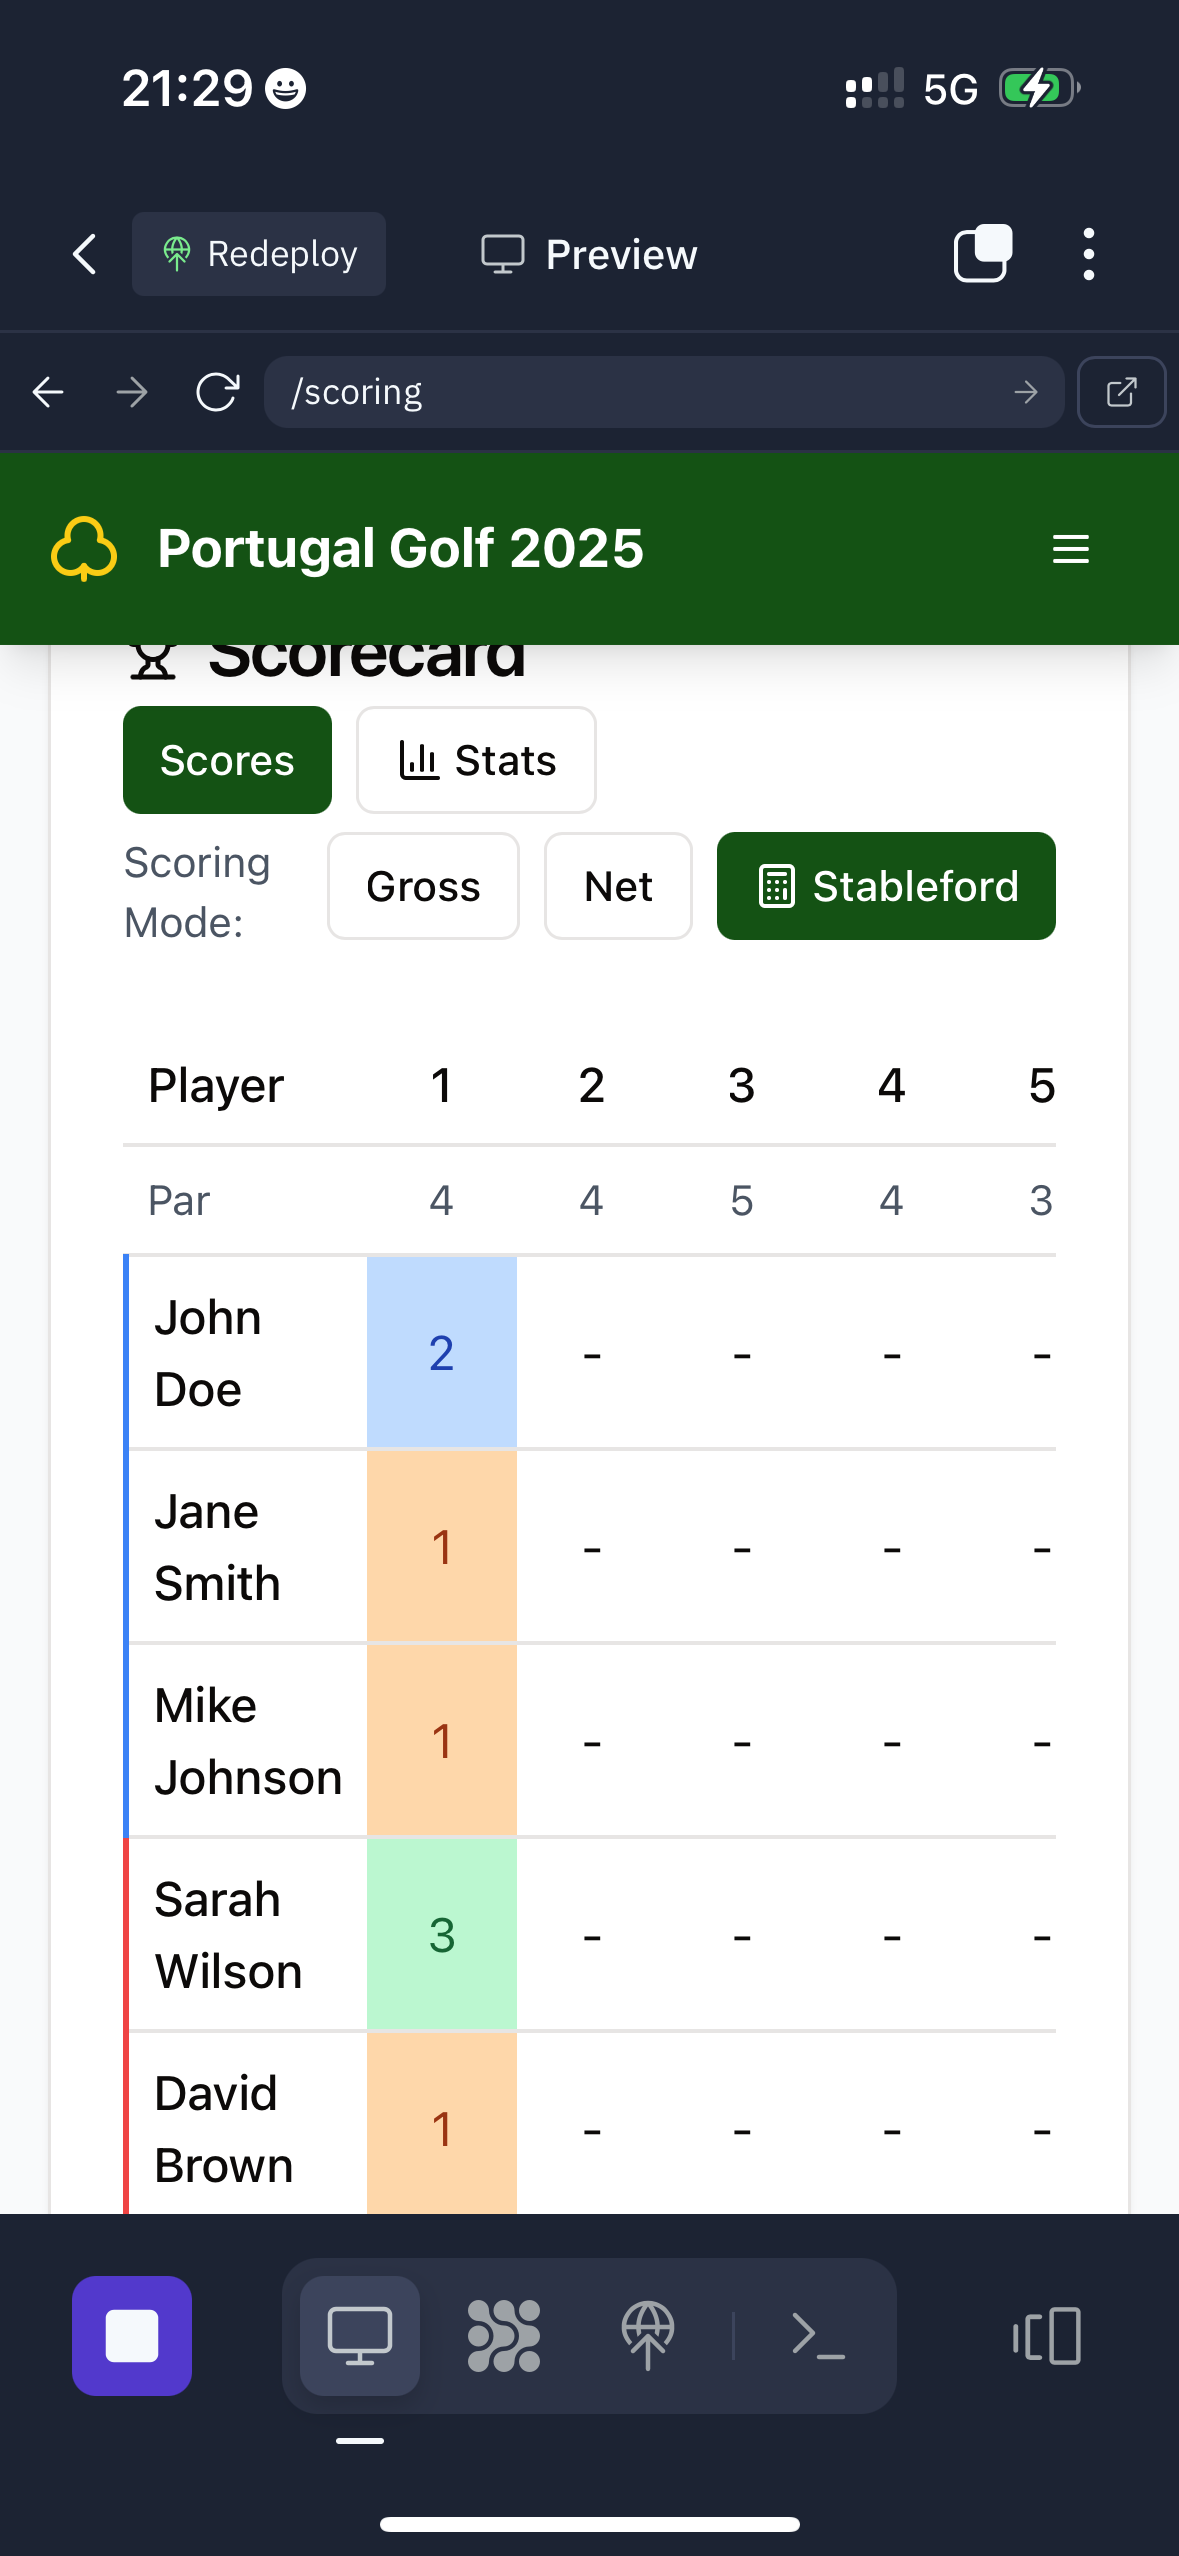 21:29 5G
Redeploy Preview
/scoring
Portugal Golf 2025
Scorecard
Scores Stats
Scoring Mode: Gross Net Stableford
Player 1 2 3 4 5
Par 4 4 5 4 3
John Doe 2 - - - -
Jane Smith 1 - - - -
Mike Johnson 1 - - - -
Sarah Wilson 3 - - - -
David Brown 1 - - - -